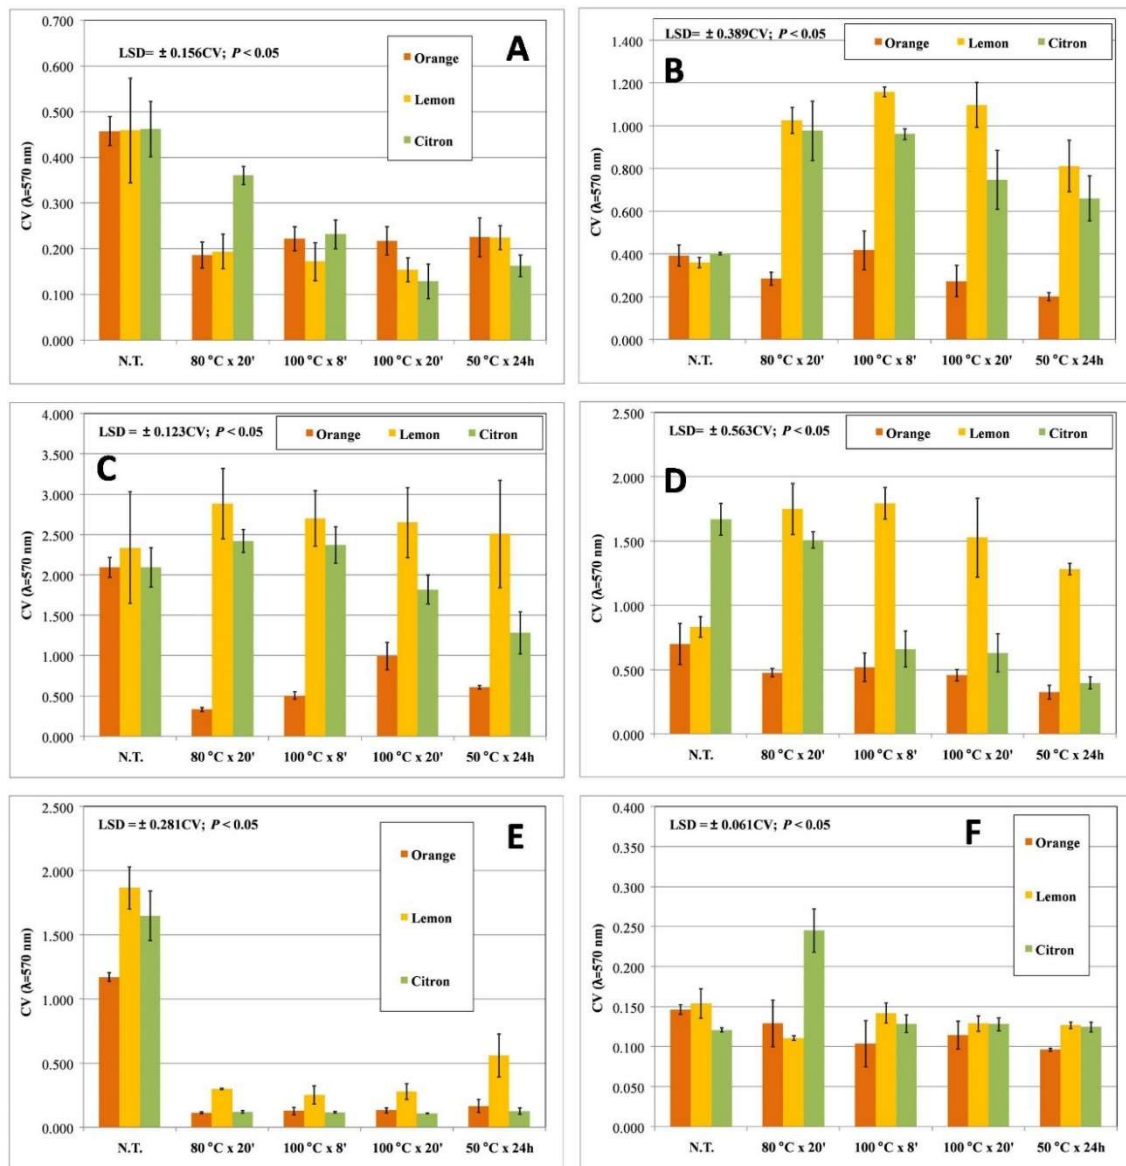 0.700
0.600
0.500
0.400
0.300
0.200
0.100
0.000
CV (λ=570 nm)
LSD= ± 0.156CV; P < 0.05
A
Orange
Lemon
Citron
N.T. 80 °C x 20' 100 °C x 8' 100 °C x 20' 50 °C x 24h
1.400
1.200
1.000
0.800
0.600
0.400
0.200
0.000
CV (λ=570 nm)
LSD= ± 0.389CV; P < 0.05
Orange Lemon Citron
B
N.T. 80 °C x 20' 100 °C x 8' 100 °C x 20' 50 °C x 24h
4.000
3.500
3.000
2.500
2.000
1.500
1.000
0.500
0.000
CV (λ=570 nm)
LSD = ± 0.123CV; P < 0.05
Orange Lemon Citron
C
N.T. 80 °C x 20' 100 °C x 8' 100 °C x 20' 50 °C x 24h
2.500
2.000
1.500
1.000
0.500
0.000
CV (λ=570 nm)
LSD= ± 0.563CV; P < 0.05
Orange Lemon Citron
D
N.T. 80 °C x 20' 100 °C x 8' 100 °C x 20' 50 °C x 24h
2.500
2.000
1.500
1.000
0.500
0.000
CV (λ=570 nm)
LSD = ± 0.281CV; P < 0.05
E
Orange
Lemon
Citron
N.T. 80 °C x 20' 100 °C x 8' 100 °C x 20' 50 °C x 24h
0.400
0.350
0.300
0.250
0.200
0.150
0.100
0.050
0.000
CV (λ=570 nm)
LSD = ± 0.061CV; P < 0.05
F
Orange
Lemon
Citron
N.T. 80 °C x 20' 100 °C x 8' 100 °C x 20' 50 °C x 24h